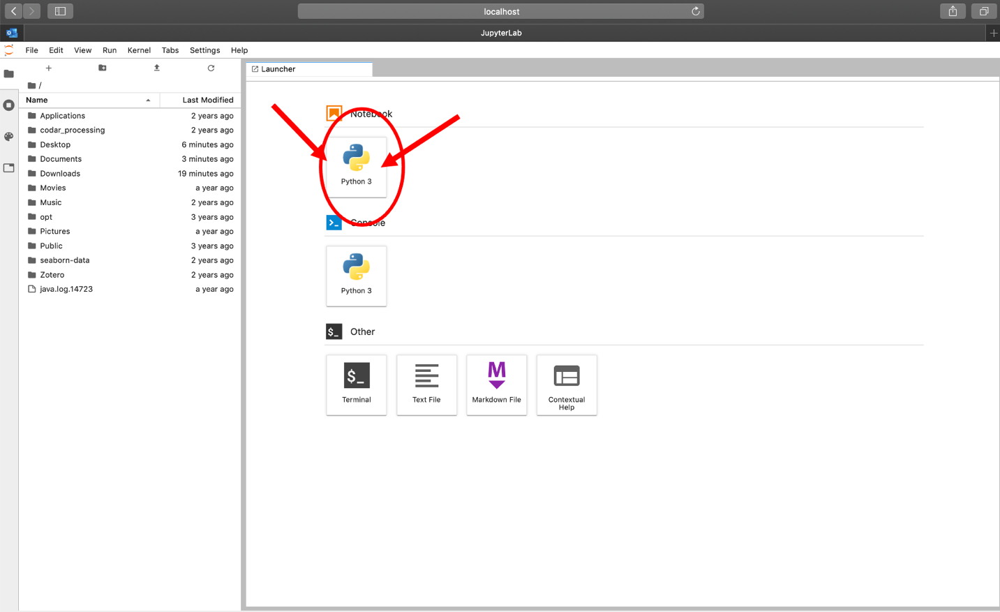 localhost
JupyterLab
File Edit View Run Kernel Tabs Settings Help
Launcher
/
Name Last Modified
Applications 2 years ago
codar_processing 2 years ago
Desktop 6 minutes ago
Documents 3 minutes ago
Downloads 19 minutes ago
Movies a year ago
Music 2 years ago
opt 3 years ago
Pictures a year ago
Public 3 years ago
seaborn-data 2 years ago
Zotero 2 years ago
java.log.14723 a year ago
Notebook
Python 3
Console
Python 3
$_ Other
$_
Terminal
Text File
M
Markdown File
Contextual
Help